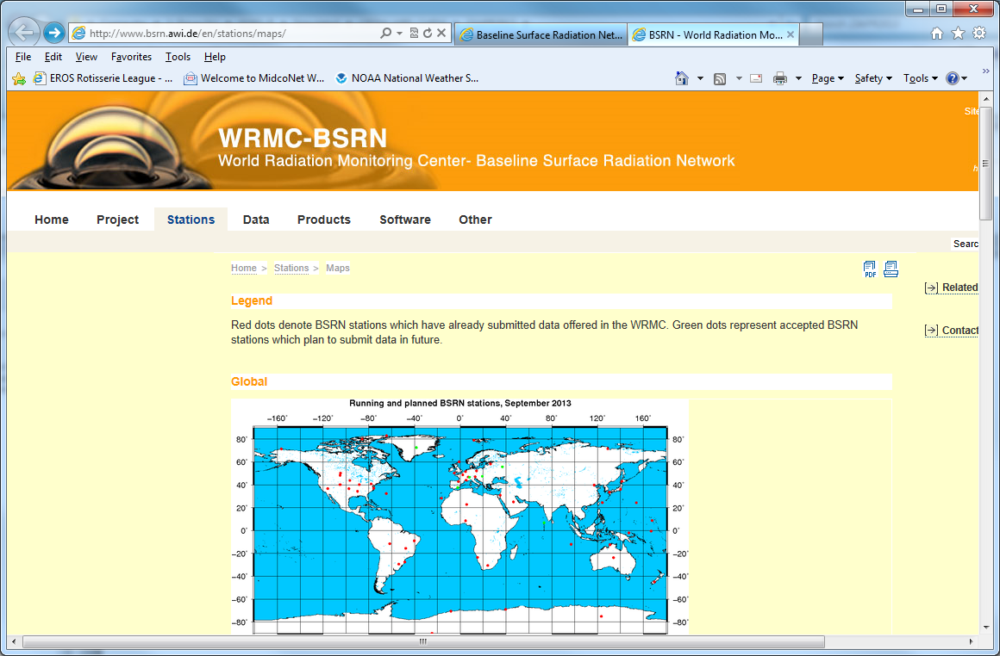 http://www.bsrn.awi.de/en/stations/maps/
Baseline Surface Radiation Net...
BSRN - World Radiation Mo...
File Edit View Favorites Tools Help
EROS Rotisserie League - ... Welcome to MidcoNet W... NOAA National Weather S...
Page Safety Tools
Site
WRMC-BSRN
World Radiation Monitoring Center- Baseline Surface Radiation Network
h
Home Project Stations Data Products Software Other
Searc
Home > Stations > Maps
PDF
[→] Related
Legend
Red dots denote BSRN stations which have already submitted data offered in the WRMC. Green dots represent accepted BSRN
stations which plan to submit data in future.
[→] Contact
Global
Running and planned BSRN stations, September 2013
−160° −120° −80° −40° 0° 40° 80° 120° 160°
80° 80°
60° 60°
40° 40°
20° 20°
0° 0°
−20° −20°
−40° −40°
−60° −60°
−80° −80°